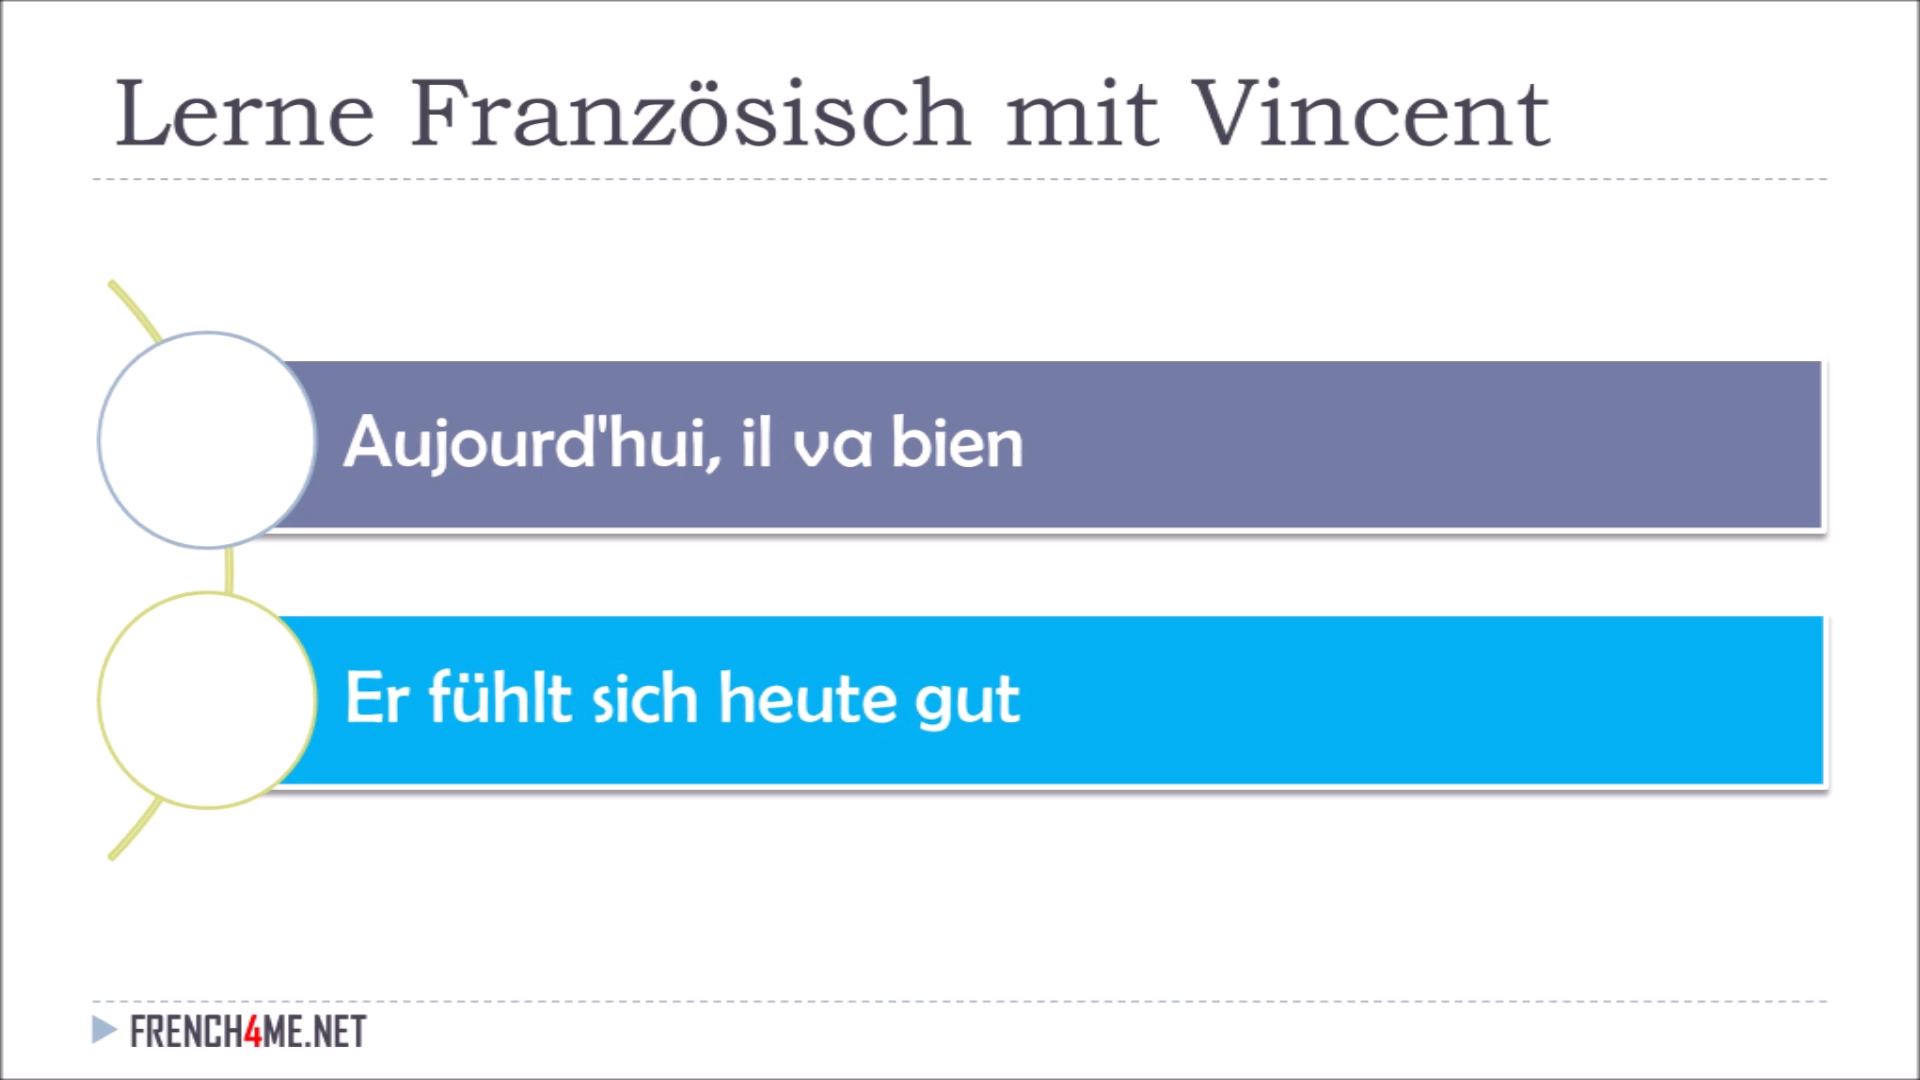 Lerne Französisch mit Vincent
Aujourd'hui, il va bien
Er fühlt sich heute gut
FRENCH4ME.NET